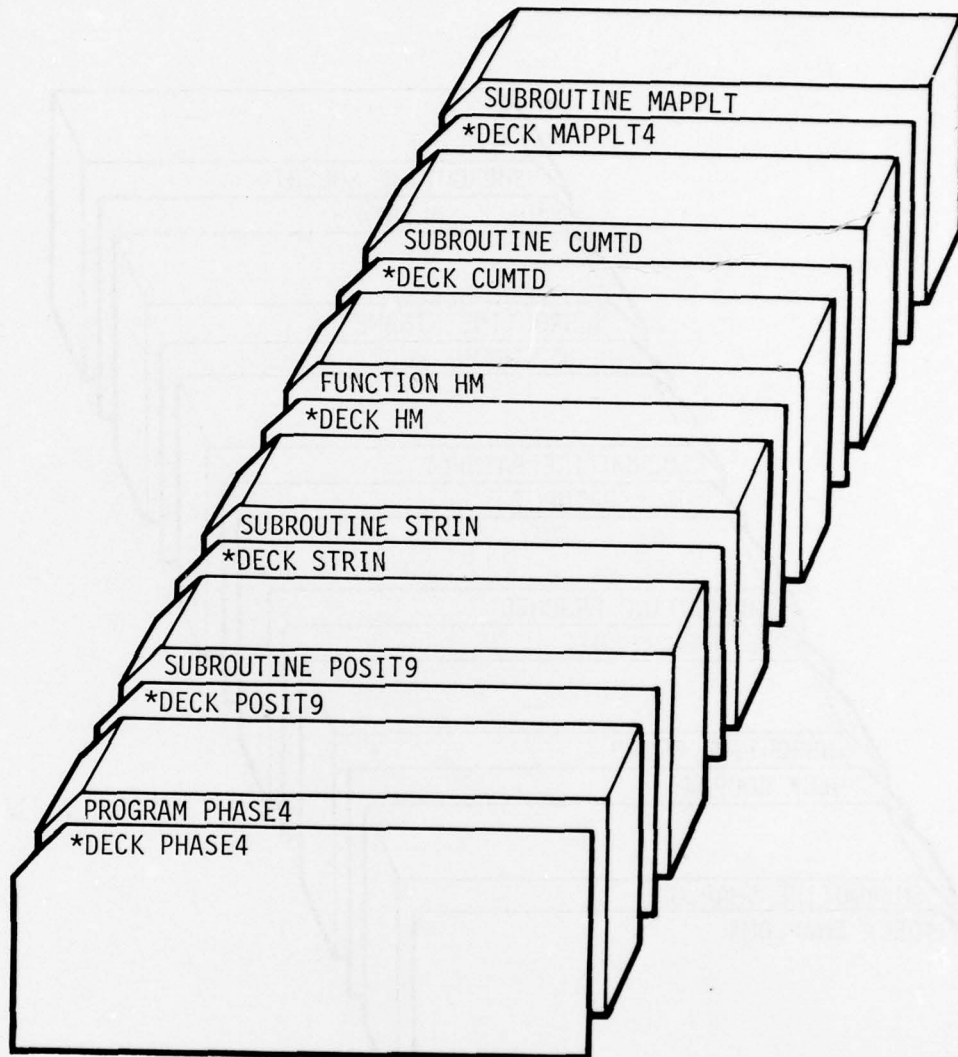 SUBROUTINE MAPPLT
*DECK MAPPLT4
SUBROUTINE CUMTD
*DECK CUMTD
FUNCTION HM
*DECK HM
SUBROUTINE STRIN
*DECK STRIN
SUBROUTINE POSIT9
*DECK POSIT9
PROGRAM PHASE4
*DECK PHASE4